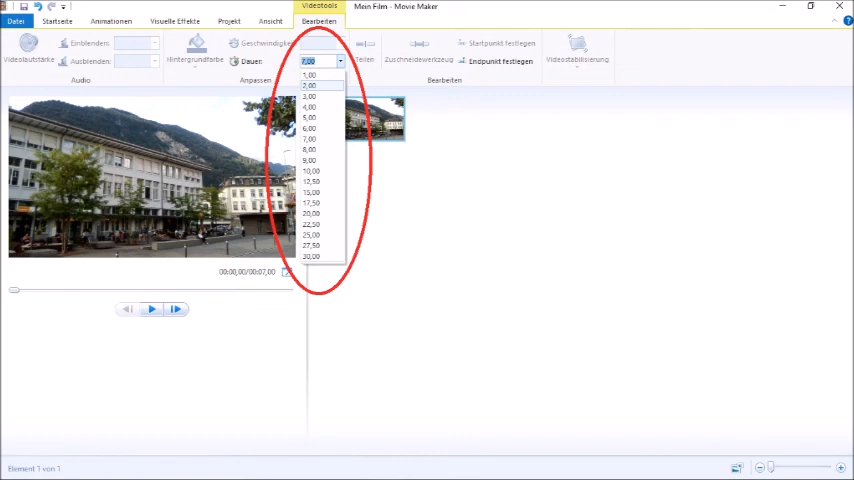 Videotools
Mein Film - Movie Maker
Datei
Startseite
Animationen
Visuelle Effekte
Projekt
Ansicht
Bearbeiten
Videolautstärke
Einblenden:
Ausblenden:
Audio
Hintergrundfarbe
Geschwindigkei
Dauer:
7,00
Anpassen
Teilen
Zuschneidewerkzeug
Startpunkt festlegen
Endpunkt festlegen
Bearbeiten
Videostabilisierung
1,00
2,00
3,00
4,00
5,00
6,00
7,00
8,00
9,00
10,00
12,50
15,00
17,50
20,00
22,50
25,00
27,50
30,00
00:00,00/00:07,00
Element 1 von 1